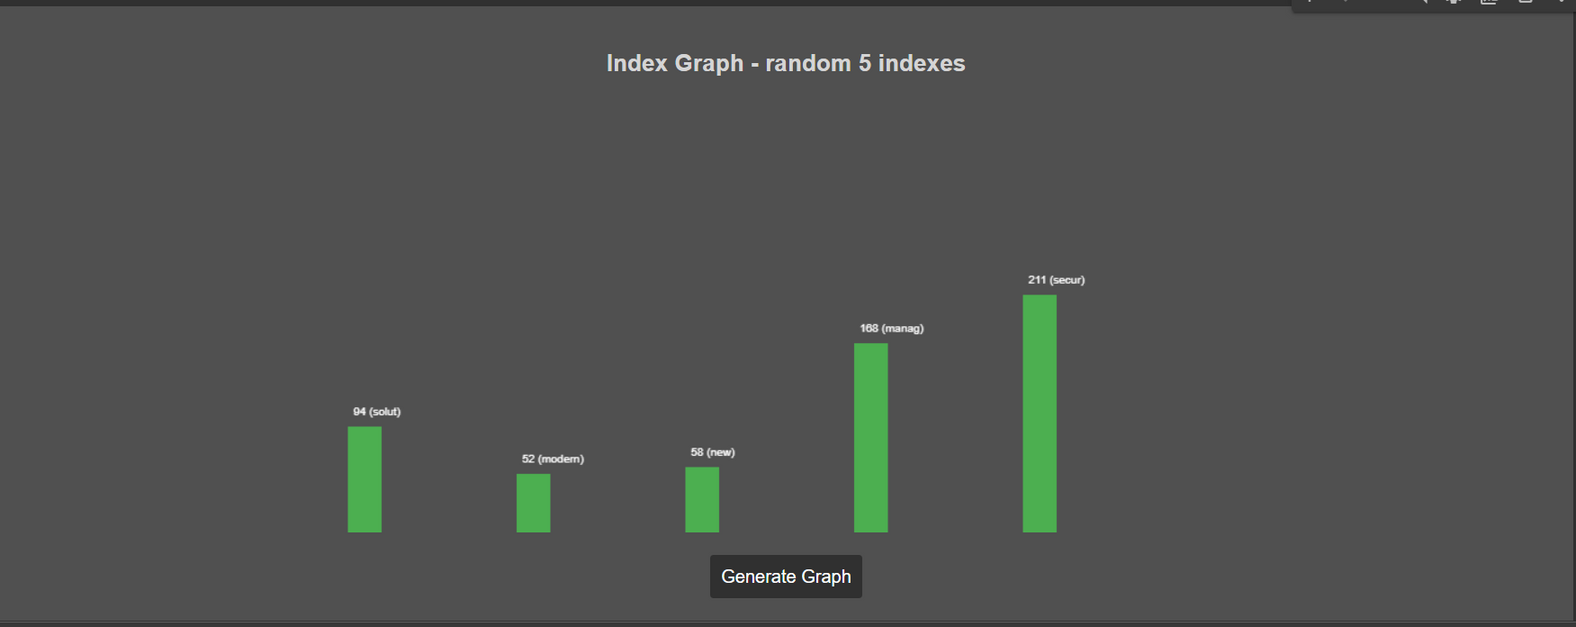 Index Graph - random 5 indexes
211 (secur)
168 (manag)
94 (solut)
58 (new)
52 (modern)
Generate Graph